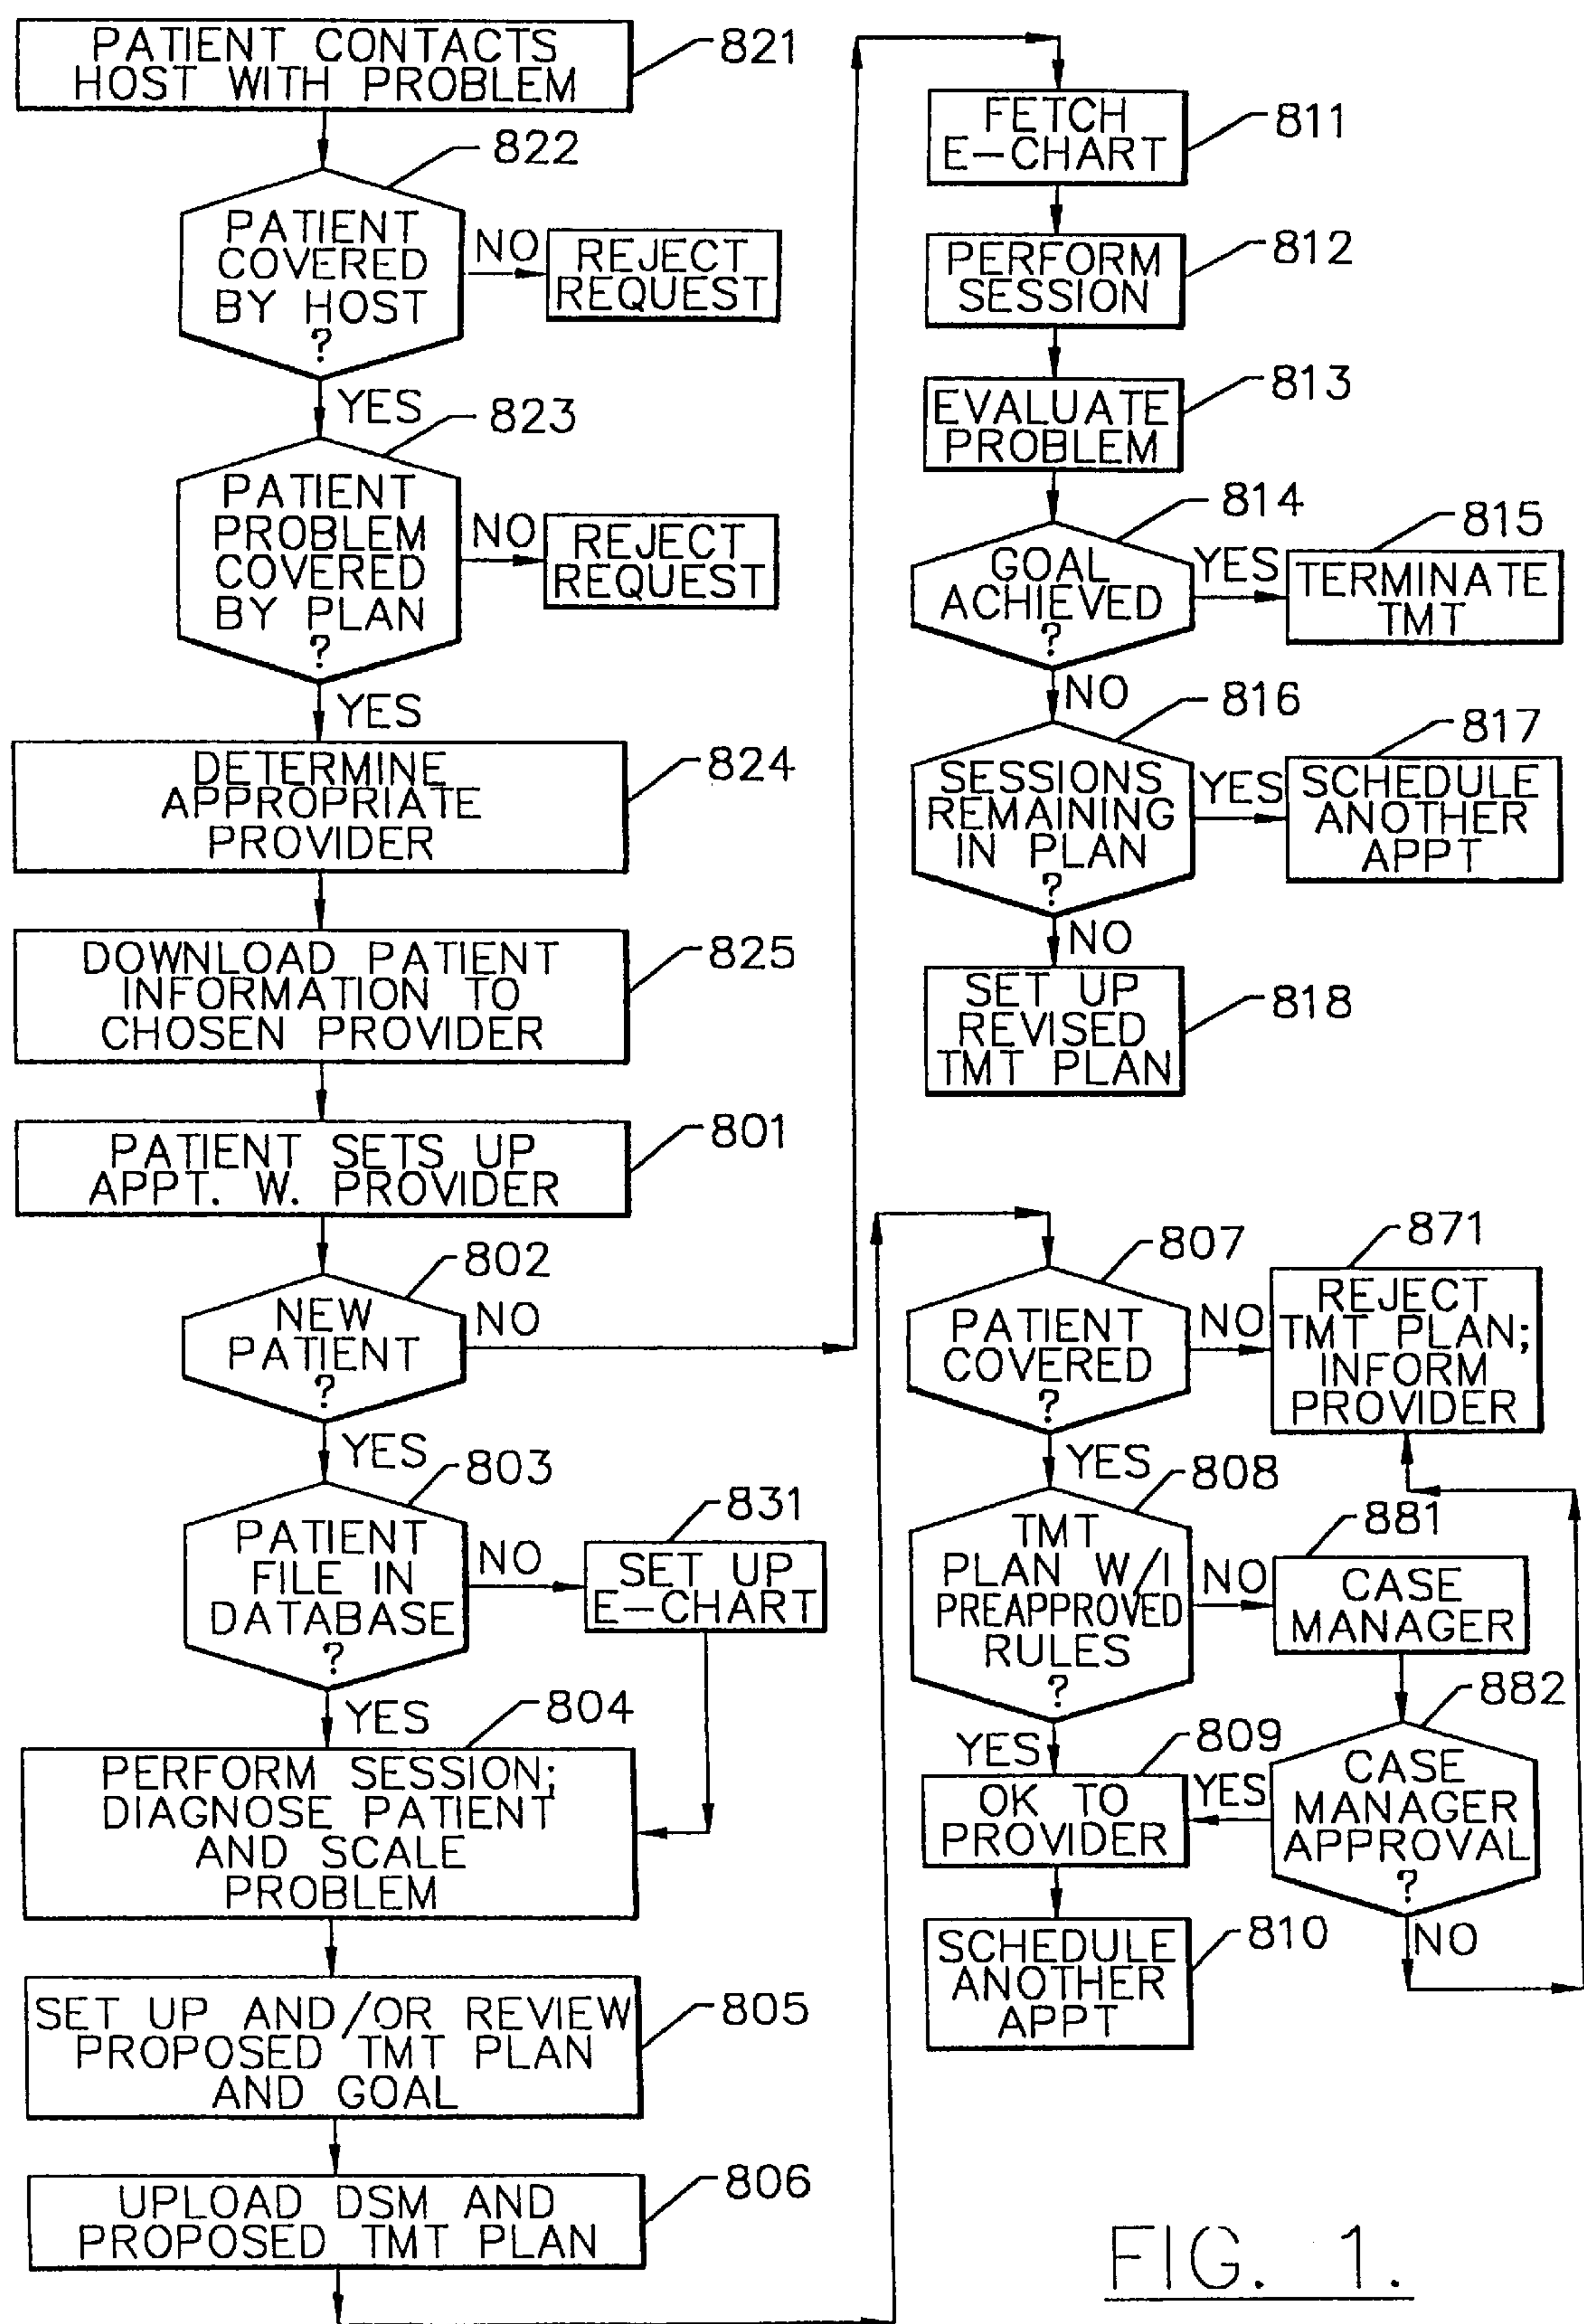 PATIENT CONTACTS
HOST WITH PROBLEM
821
822
PATIENT
COVERED
BY HOST
?
NO
REJECT
REQUEST
YES
823
PATIENT
PROBLEM
COVERED
BY PLAN
?
NO
REJECT
REQUEST
YES
DETERMINE
APPROPRIATE
PROVIDER
824
DOWNLOAD PATIENT
INFORMATION TO
CHOSEN PROVIDER
825
PATIENT SETS UP
APPT. W. PROVIDER
801
802
NEW
PATIENT
?
NO
YES
803
PATIENT
FILE IN
DATABASE
?
NO
831
SET UP
E-CHART
YES
804
PERFORM SESSION;
DIAGNOSE PATIENT
AND SCALE
PROBLEM
SET UP AND/OR REVIEW
PROPOSED TMT PLAN
AND GOAL
805
UPLOAD DSM AND
PROPOSED TMT PLAN
806
FETCH
E-CHART
811
PERFORM
SESSION
812
EVALUATE
PROBLEM
813
814
GOAL
ACHIEVED
?
YES
815
TERMINATE
TMT
NO
816
SESSIONS
REMAINING
IN PLAN
?
YES
817
SCHEDULE
ANOTHER
APPT
NO
SET UP
REVISED
TMT PLAN
818
807
PATIENT
COVERED
?
NO
871
REJECT
TMT PLAN;
INFORM
PROVIDER
YES
808
TMT
PLAN W/I
PREAPPROVED
RULES
?
NO
881
CASE
MANAGER
882
CASE
MANAGER
APPROVAL
?
YES
NO
YES
809
OK TO
PROVIDER
SCHEDULE
ANOTHER
APPT
810
FIG. 1.